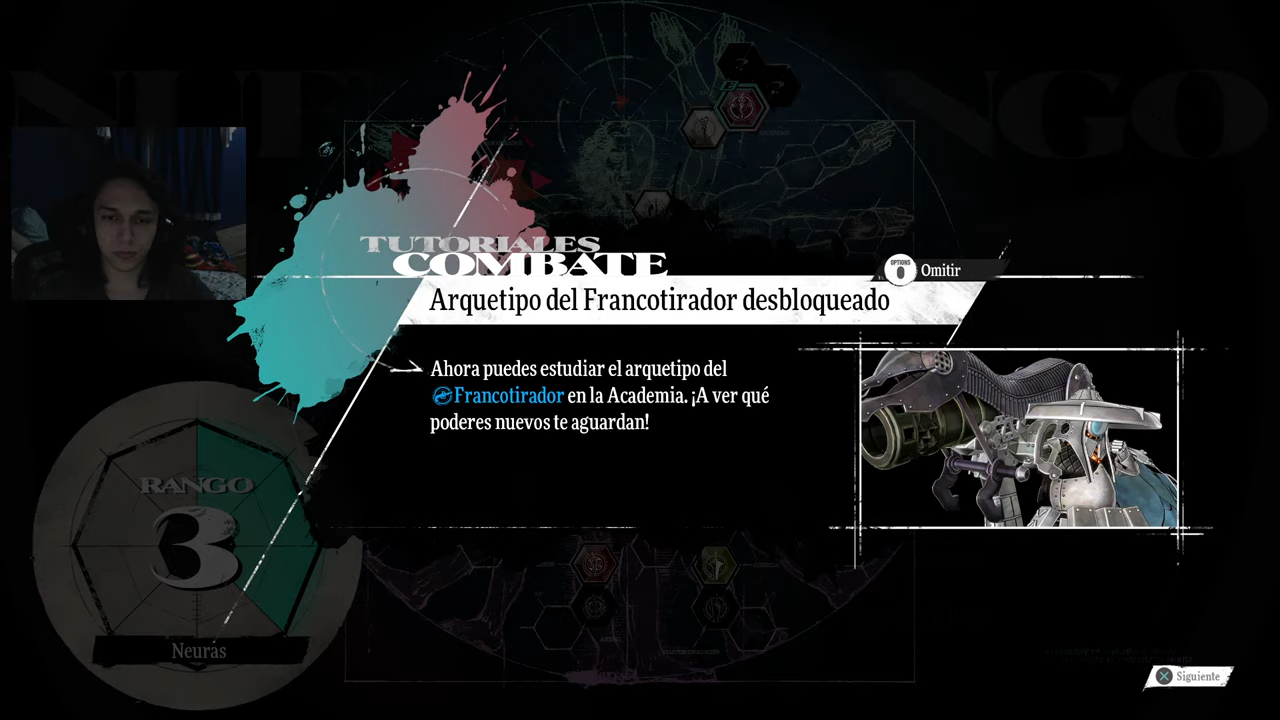 TUTORIALES
COMBATE
OPTIONS
Omitir
Arquetipo del Francotirador desbloqueado
Ahora puedes estudiar el arquetipo del
Francotirador en la Academia. ¡A ver qué
poderes nuevos te aguardan!
RANGO
3
Neuras
Siguiente